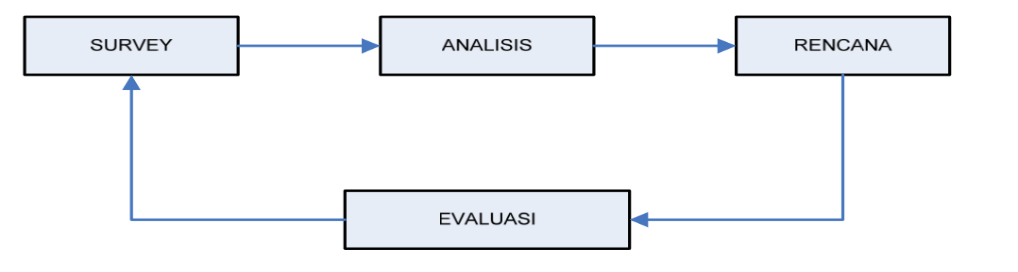 SURVEY
ANALISIS
RENCANA
EVALUASI